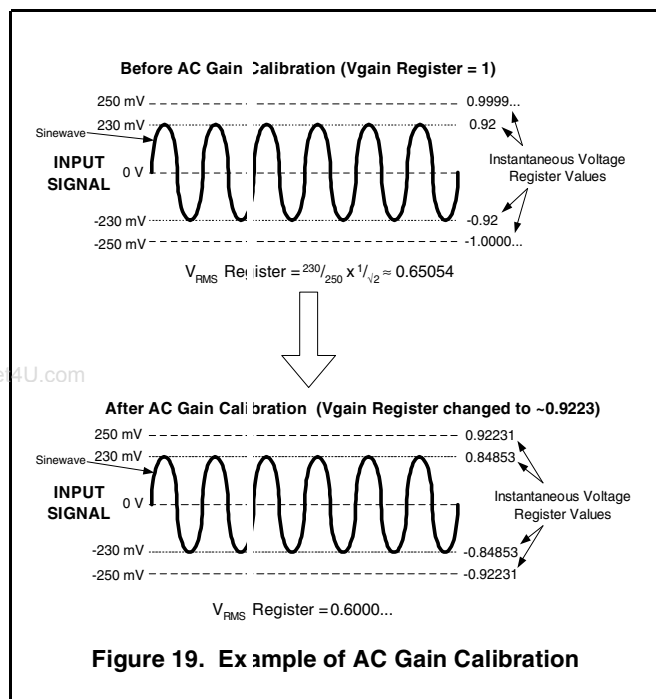 Before AC Gain Calibration (Vgain Register = 1)
250 mV
0.9999...
230 mV
0.92
Sinewave
INPUT
SIGNAL
0 V
Instantaneous Voltage
Register Values
-230 mV
-0.92
-250 mV
-1.0000...
VRMS Register = 230/250 x 1/√2 ≈ 0.65054
et4U.com
After AC Gain Calibration (Vgain Register changed to ~0.9223)
250 mV
0.92231
230 mV
0.84853
Sinewave
INPUT
SIGNAL
0 V
Instantaneous Voltage
Register Values
-230 mV
-0.84853
-250 mV
-0.92231
VRMS Register = 0.6000...
Figure 19. Example of AC Gain Calibration